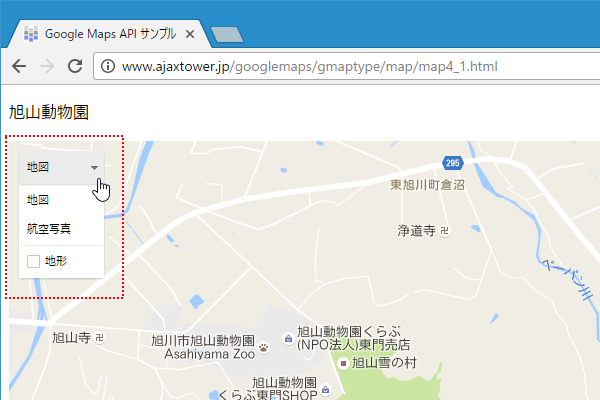 Google Maps API サンプル
www.ajaxtower.jp/googlemaps/gmaptype/map/map4_1.html
旭山動物園
地図
地図
航空写真
地形
295
東旭川町倉沼
浄道寺
ペーパン川
旭山寺
旭川市旭山動物園
Asahiyama Zoo
旭山動物園くらぶ
(NPO法人)東門売店
旭山雪の村
旭山動物園
くらぶ東門SHOP